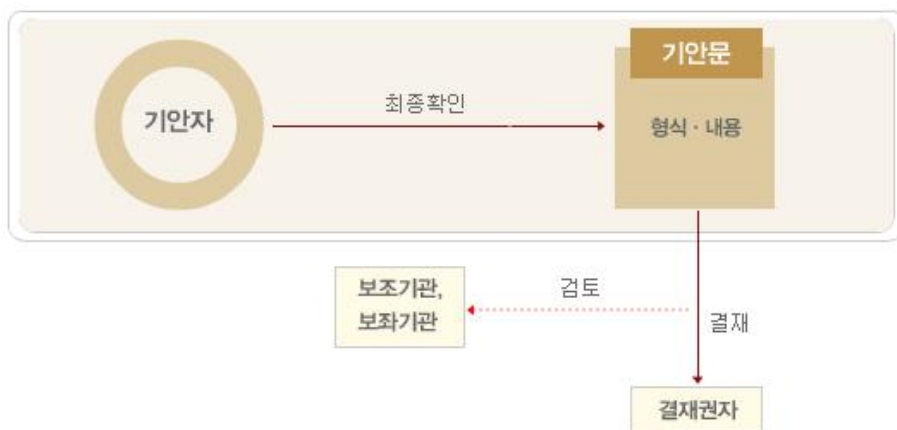 기안문
기안자
최종확인
형식 · 내용
보조기관,
보좌기관
검토
결재
결재권자